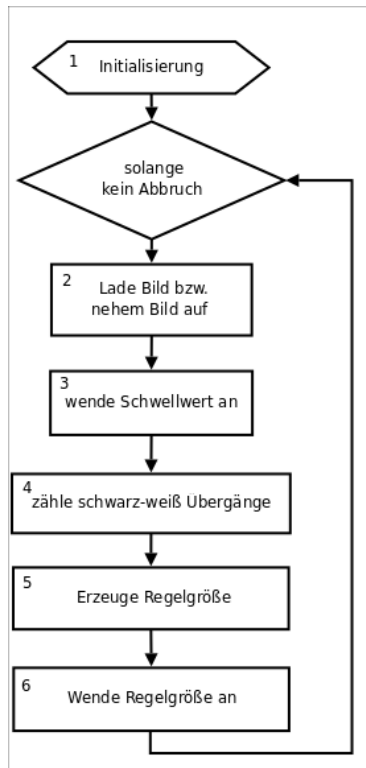 1 Initialisierung
solange
kein Abbruch
2 Lade Bild bzw.
nehem Bild auf
3
wende Schwellwert an
4
zähle schwarz-weiß Übergänge
5 Erzeuge Regelgröße
6 Wende Regelgröße an